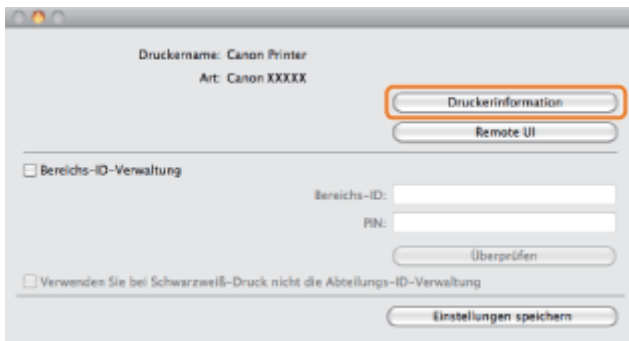 Druckername: Canon Printer
Art: Canon XXXXX
Druckerinformation
Remote UI
Bereichs-ID-Verwaltung
Bereichs-ID:
PIN:
Überprüfen
Verwenden Sie bei Schwarzweiß-Druck nicht die Abteilungs-ID-Verwaltung
Einstellungen speichern